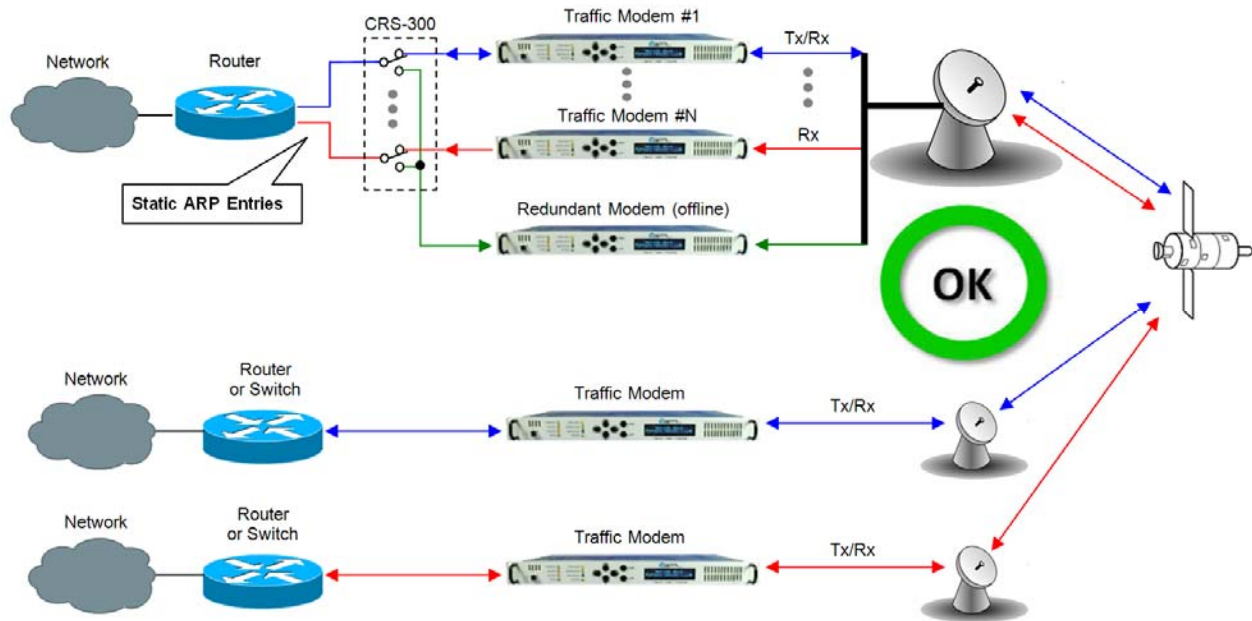 CRS-300
Traffic Modem #1
Tx/Rx
Network
Router
Traffic Modem #N
Rx
Static ARP Entries
Redundant Modem (offline)
OK
Network
Router
or Switch
Traffic Modem
Tx/Rx
Network
Router
or Switch
Traffic Modem
Tx/Rx